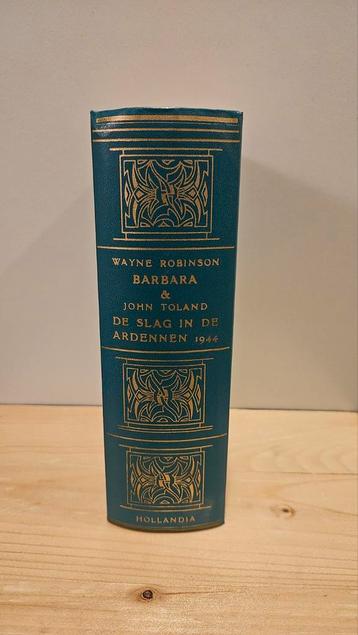 WAYNE ROBINSON
BARBARA
&
JOHN TOLAND
DE SLAG IN DE
ARDENNEN 1944
HOLLANDIA